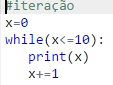 #iteração
x=0
while(x<=10):
    print(x)
    x+=1